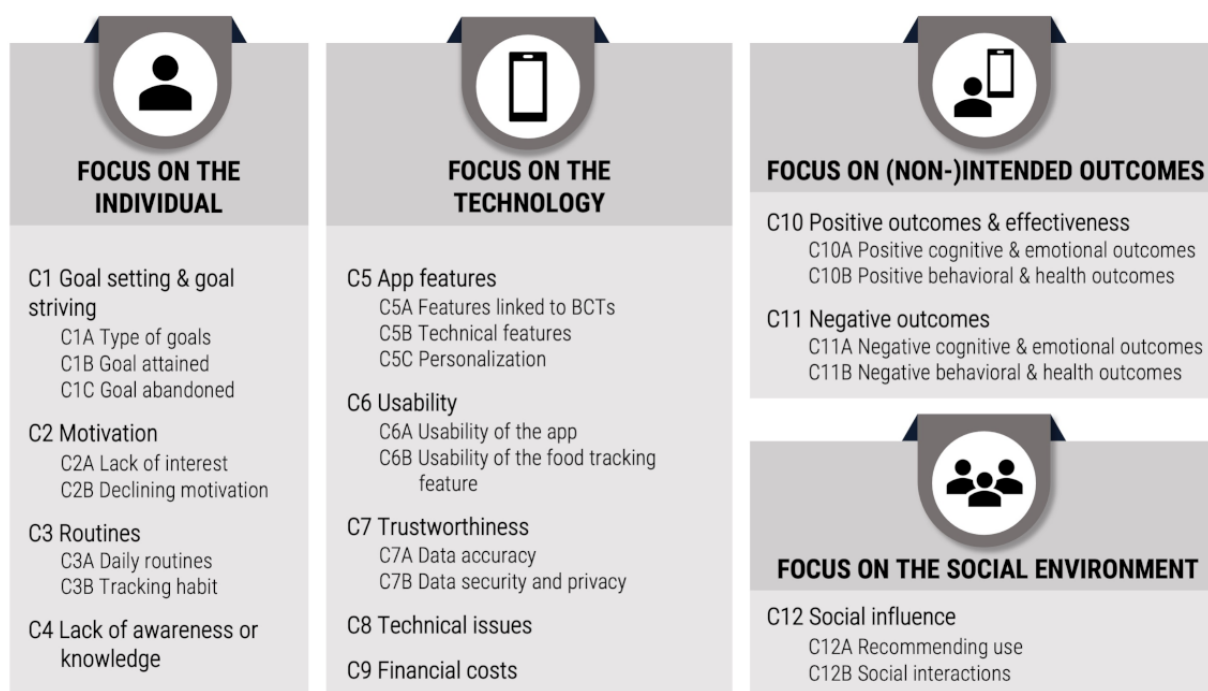 FOCUS ON THE
INDIVIDUAL
C1 Goal setting & goal
striving
C1A Type of goals
C1B Goal attained
C1C Goal abandoned
C2 Motivation
C2A Lack of interest
C2B Declining motivation
C3 Routines
C3A Daily routines
C3B Tracking habit
C4 Lack of awareness or
knowledge
FOCUS ON THE
TECHNOLOGY
C5 App features
C5A Features linked to BCTs
C5B Technical features
C5C Personalization
C6 Usability
C6A Usability of the app
C6B Usability of the food tracking
feature
C7 Trustworthiness
C7A Data accuracy
C7B Data security and privacy
C8 Technical issues
C9 Financial costs
FOCUS ON (NON-)INTENDED OUTCOMES
C10 Positive outcomes & effectiveness
C10A Positive cognitive & emotional outcomes
C10B Positive behavioral & health outcomes
C11 Negative outcomes
C11A Negative cognitive & emotional outcomes
C11B Negative behavioral & health outcomes
FOCUS ON THE SOCIAL ENVIRONMENT
C12 Social influence
C12A Recommending use
C12B Social interactions